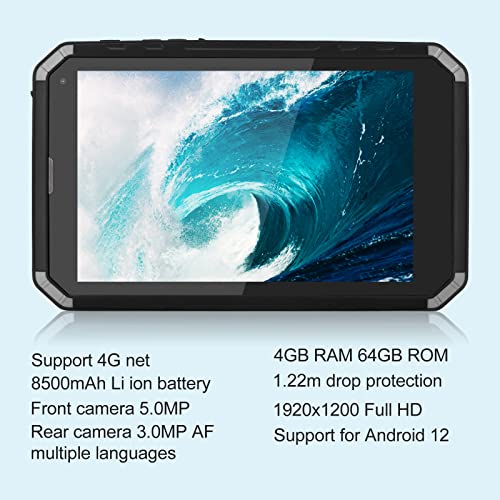 Support 4G net
8500mAh Li ion battery
Front camera 5.0MP
Rear camera 3.0MP AF
multiple languages
4GB RAM 64GB ROM
1.22m drop protection
1920x1200 Full HD
Support for Android 12